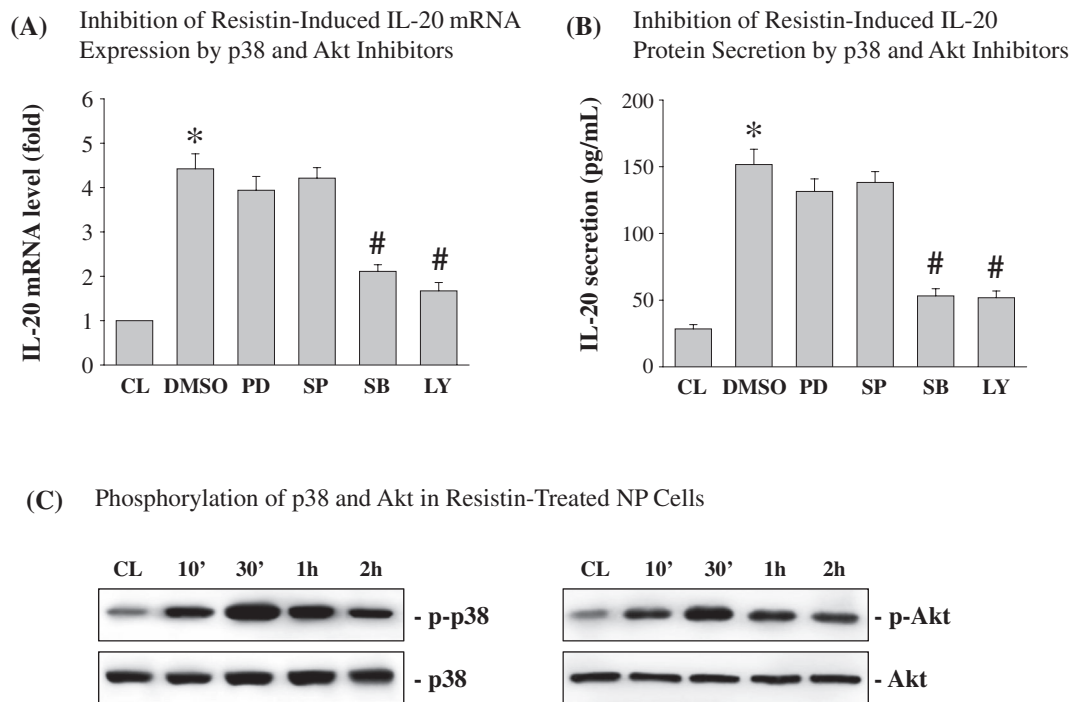 (A) Inhibition of Resistin-Induced IL-20 mRNA
Expression by p38 and Akt Inhibitors
IL-20 mRNA level (fold)
6
5
4
3
2
1
0
*
#
#
CL DMSO PD SP SB LY
(B) Inhibition of Resistin-Induced IL-20
Protein Secretion by p38 and Akt Inhibitors
IL-20 secretion (pg/mL)
200
150
100
50
0
*
#
#
CL DMSO PD SP SB LY
(C) Phosphorylation of p38 and Akt in Resistin-Treated NP Cells
CL 10’ 30’ 1h 2h
- p-p38
- p38
CL 10’ 30’ 1h 2h
- p-Akt
- Akt